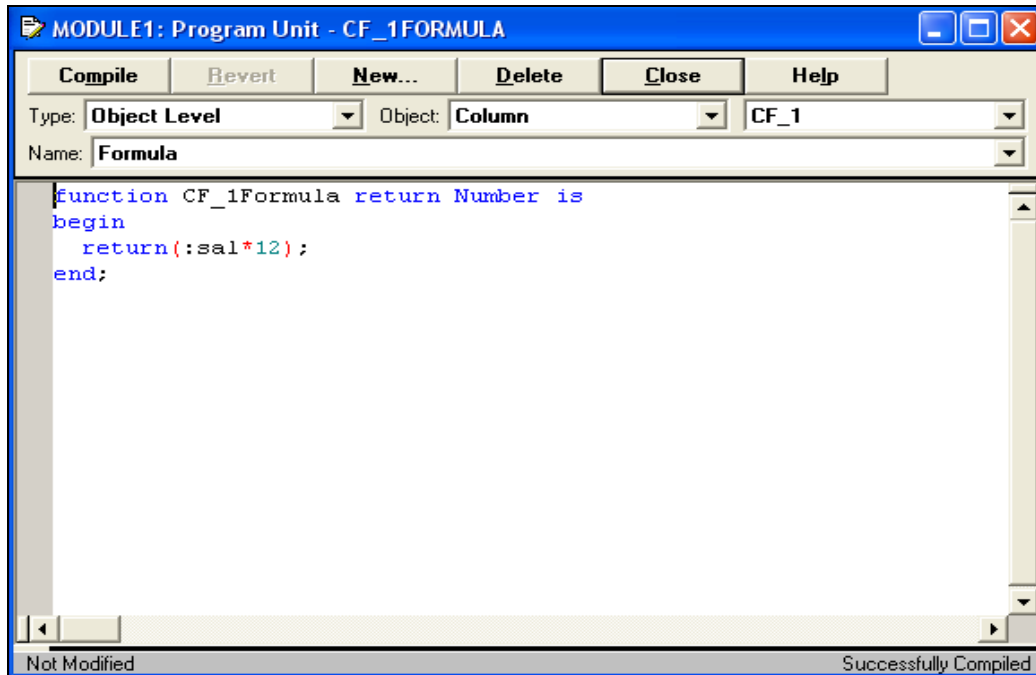 MODULE1: Program Unit - CF_1FORMULA
Compile Revert New... Delete Close Help
Type: Object Level Object: Column CF_1
Name: Formula
function CF_1Formula return Number is
begin
  return(:sal*12);
end;
Not Modified Successfully Compiled